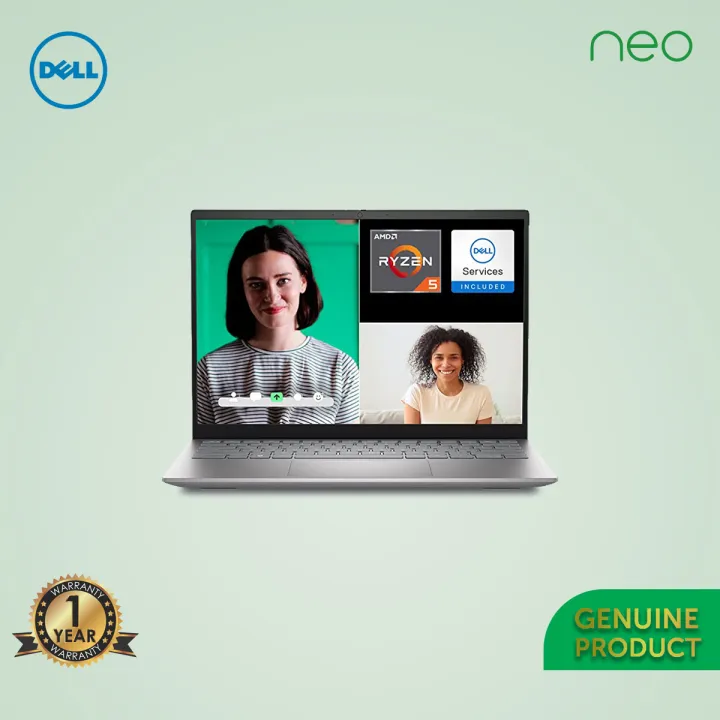 DELL
neo
AMD
RYZEN
5
DELL
Services
INCLUDED
WARRANTY
1
YEAR
WARRANTY
GENUINE
PRODUCT